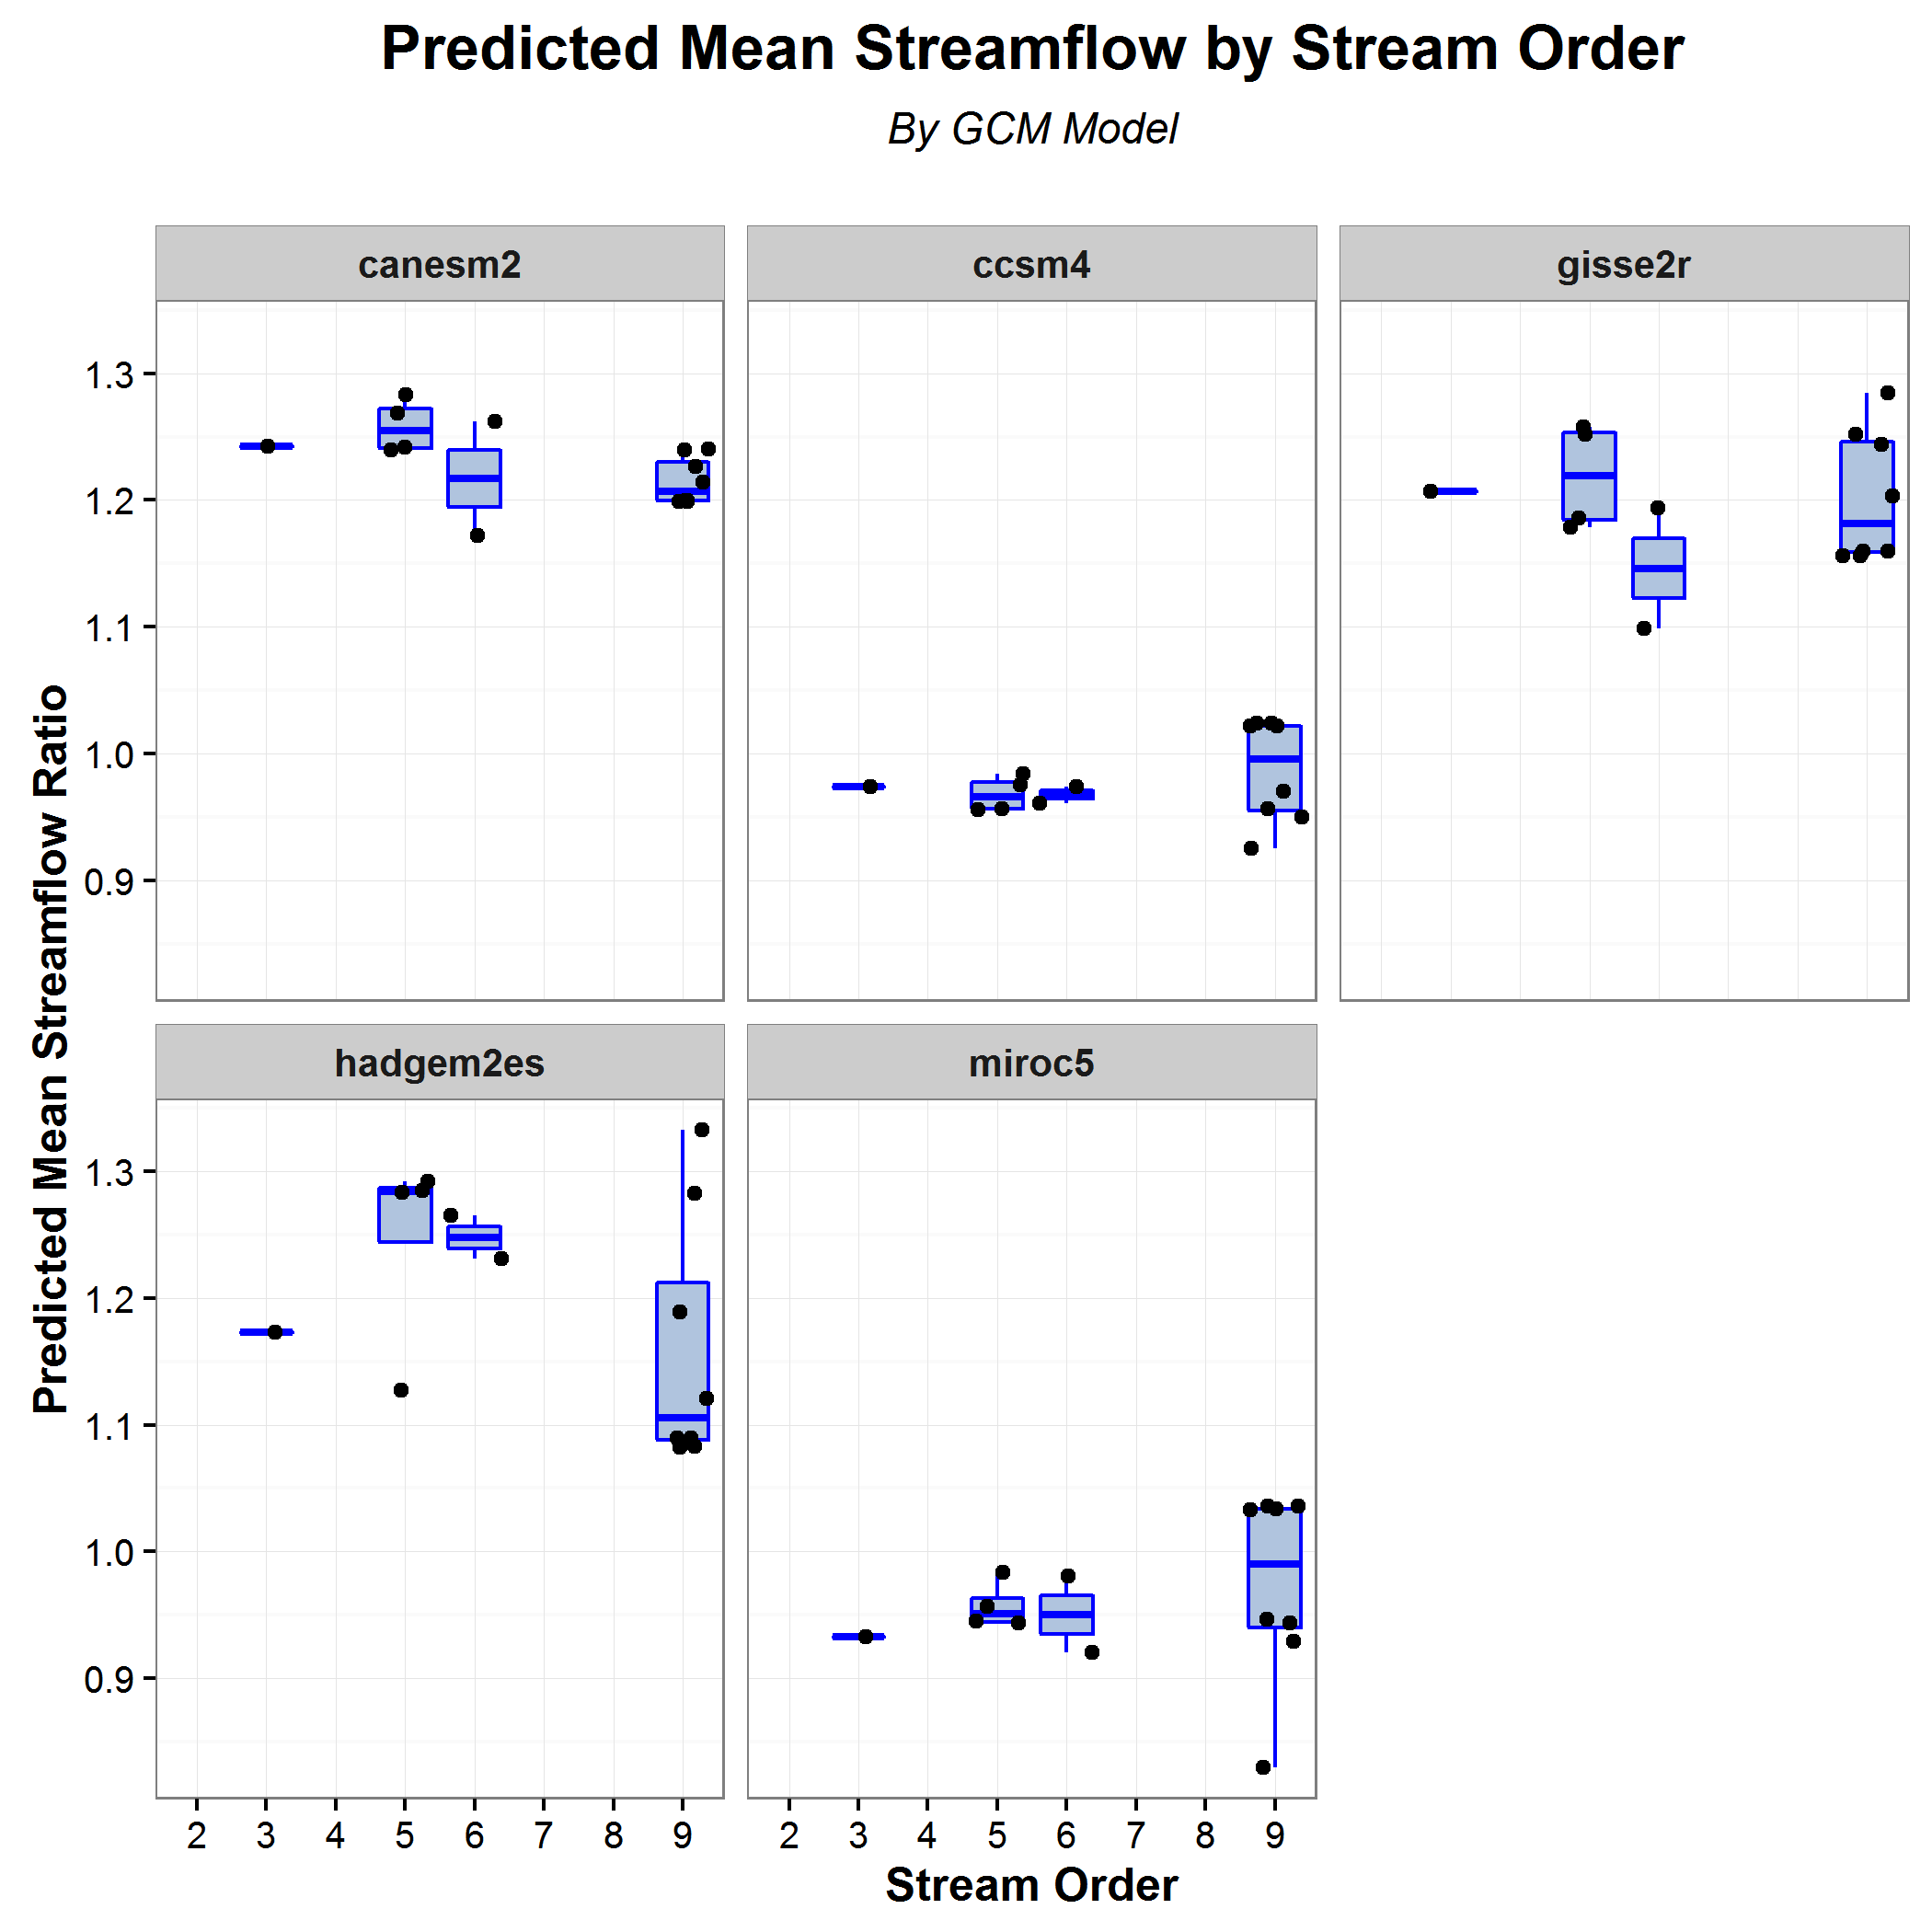 Predicted Mean Streamflow by Stream Order
By GCM Model
canesm2
ccsm4
gisse2r
1.3
1.2
1.1
1.0
0.9
Predicted Mean Streamflow Ratio
hadgem2es
miroc5
1.3
1.2
1.1
1.0
0.9
2 3 4 5 6 7 8 9
2 3 4 5 6 7 8 9
Stream Order